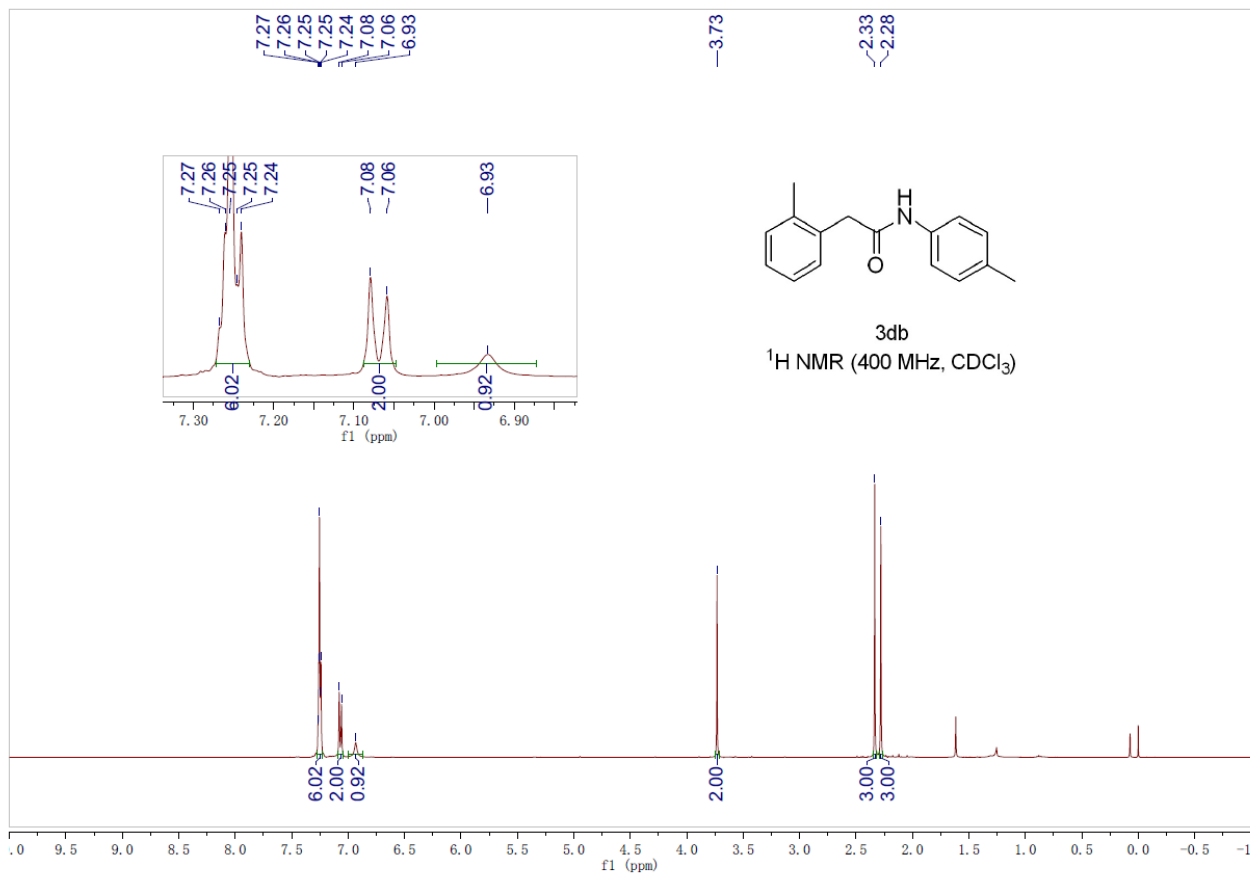 7.27 7.26 7.25 7.25 7.24 7.08 7.06 6.93 3.73 2.33 2.28
7.27 7.26 7.25 7.25 7.24 7.08 7.06 6.93
6.02 2.00 0.92
7.30 7.20 7.10 7.00 6.90
f1 (ppm)
H
N
O
3db
¹H NMR (400 MHz, CDCl₃)
6.02 2.00 0.92 2.00 3.00 3.00
.0 9.5 9.0 8.5 8.0 7.5 7.0 6.5 6.0 5.5 5.0 4.5 4.0 3.5 3.0 2.5 2.0 1.5 1.0 0.5 0.0 -0.5 -1
f1 (ppm)